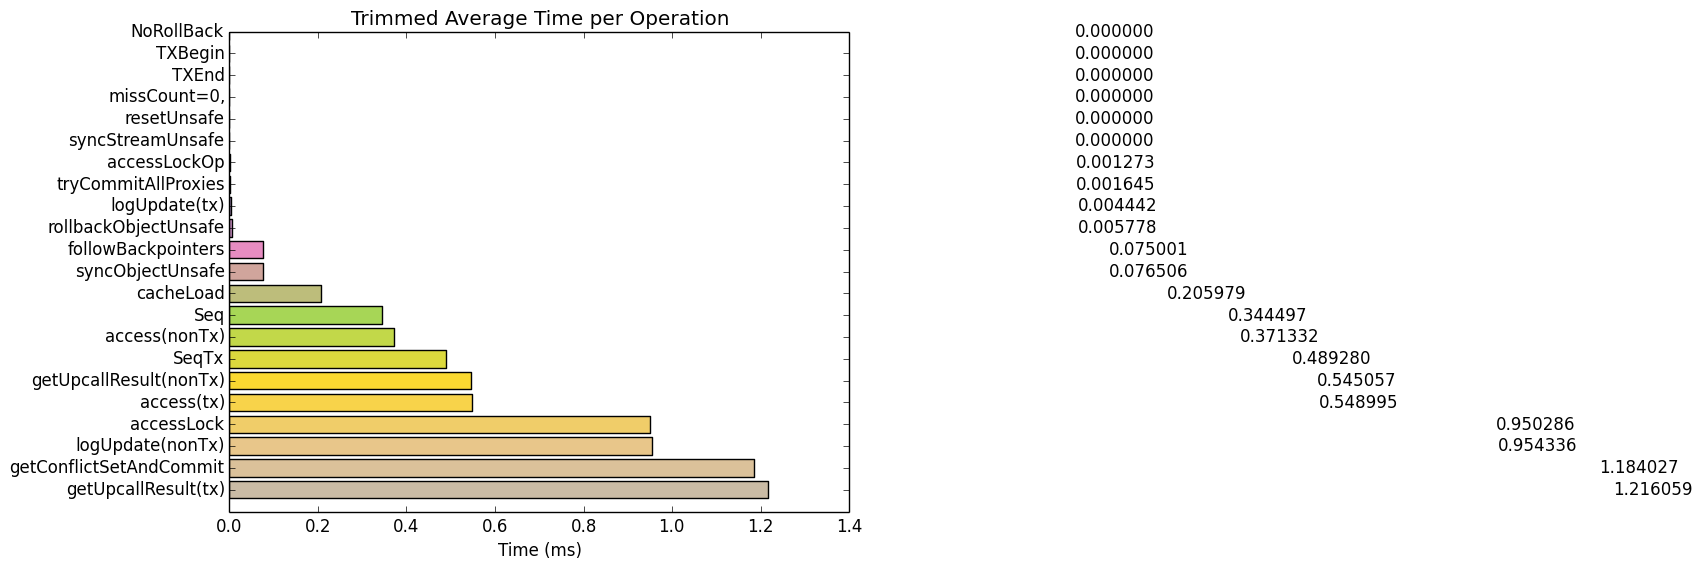 Trimmed Average Time per Operation
NoRollBack 0.000000
TXBegin 0.000000
TXEnd 0.000000
missCount=0, 0.000000
resetUnsafe 0.000000
syncStreamUnsafe 0.000000
accessLockOp 0.001273
tryCommitAllProxies 0.001645
logUpdate(tx) 0.004442
rollbackObjectUnsafe 0.005778
followBackpointers 0.075001
syncObjectUnsafe 0.076506
cacheLoad 0.205979
Seq 0.344497
access(nonTx) 0.371332
SeqTx 0.489280
getUpcallResult(nonTx) 0.545057
access(tx) 0.548995
accessLock 0.950286
logUpdate(nonTx) 0.954336
getConflictSetAndCommit 1.184027
getUpcallResult(tx) 1.216059
0.0 0.2 0.4 0.6 0.8 1.0 1.2 1.4
Time (ms)